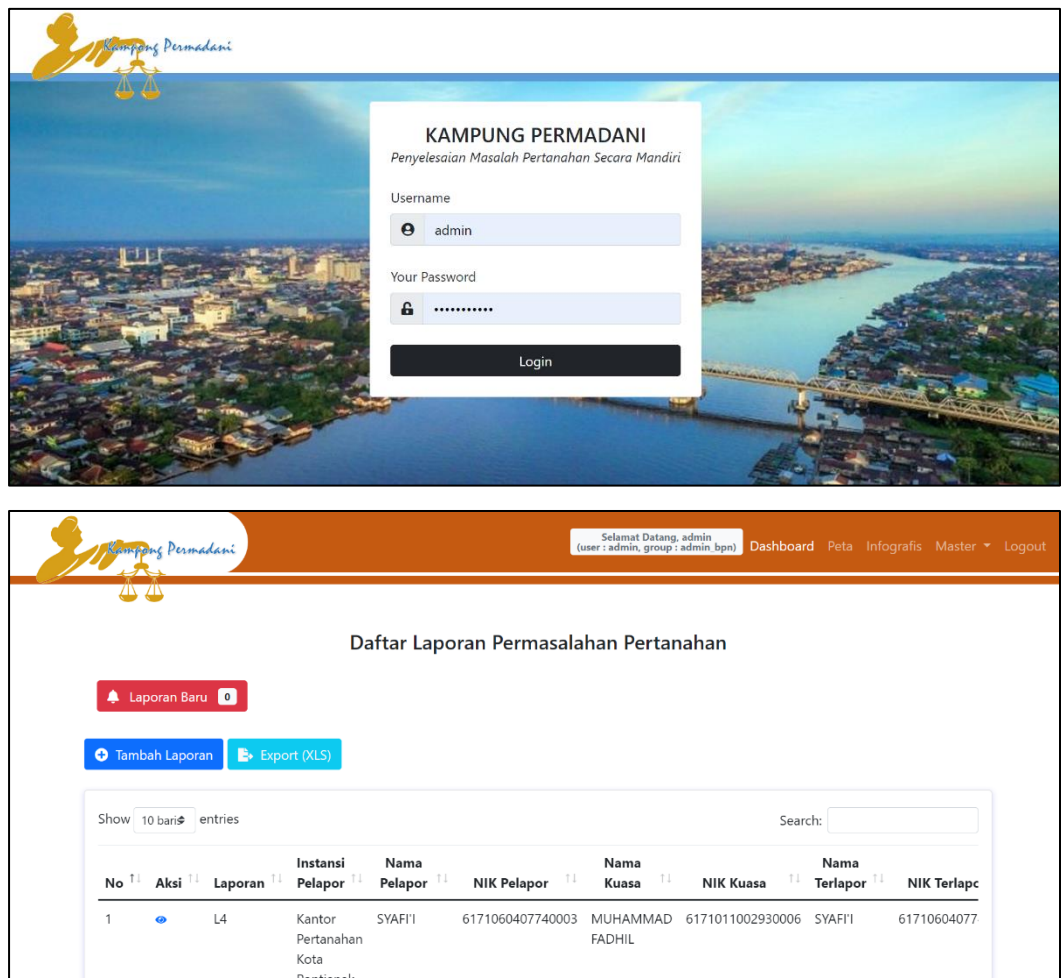 Kampong Permadani
KAMPUNG PERMADANI
Penyelesaian Masalah Pertanahan Secara Mandiri
Username
admin
Your Password
•••••••••••
Login
Kampong Permadani
Selamat Datang, admin
(user : admin, group : admin_bpn)
Dashboard Peta Infografis Master Logout
Daftar Laporan Permasalahan Pertanahan
Laporan Baru 0
Tambah Laporan Export (XLS)
Show 10 baris entries Search:
No Aksi Laporan Instansi Pelapor Nama Pelapor NIK Pelapor Nama Kuasa NIK Kuasa Nama Terlapor NIK Terlapo
1 L4 Kantor SYAFI'I 6171060407740003 MUHAMMAD 6171011002930006 SYAFI'I 61710604077
Pertanahan FADHIL
Kota